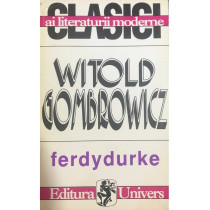 CLASICI
ai literaturii moderne
WITOLD
GOMBROWICZ
ferdydurke
Editura Univers